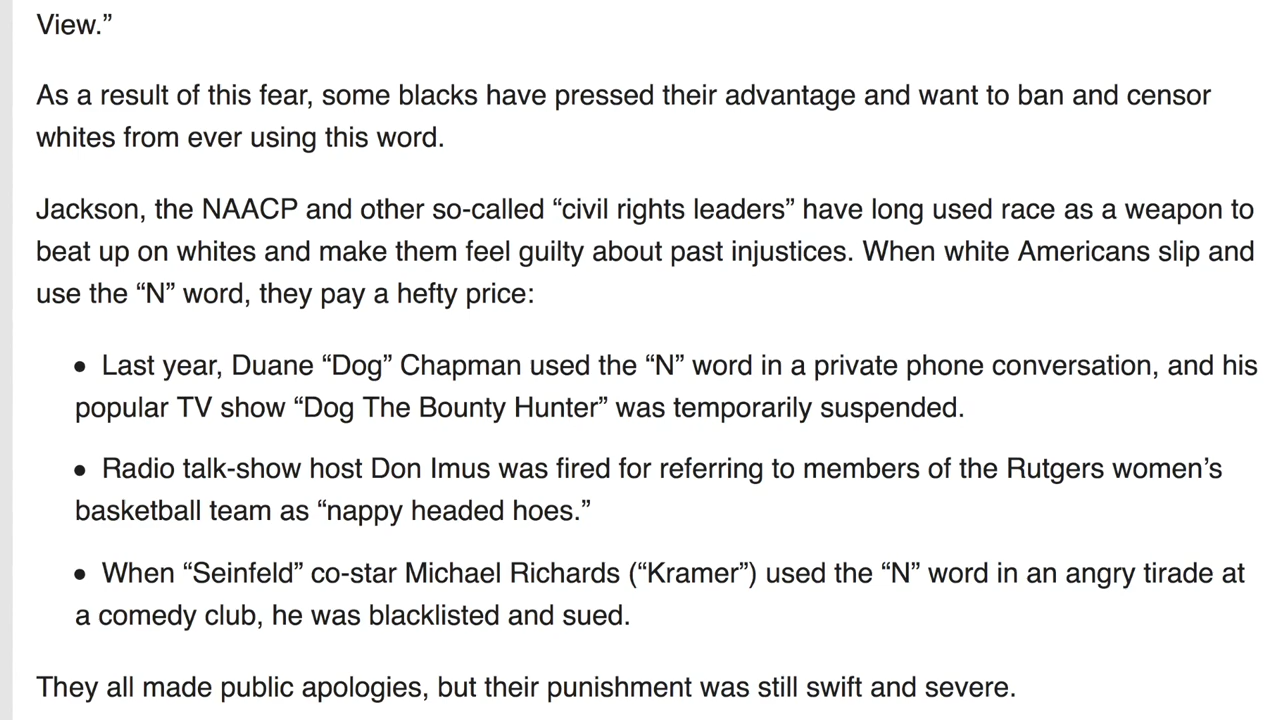 View.”
As a result of this fear, some blacks have pressed their advantage and want to ban and censor
whites from ever using this word.
Jackson, the NAACP and other so-called “civil rights leaders” have long used race as a weapon to
beat up on whites and make them feel guilty about past injustices. When white Americans slip and
use the “N” word, they pay a hefty price:
• Last year, Duane “Dog” Chapman used the “N” word in a private phone conversation, and his
popular TV show “Dog The Bounty Hunter” was temporarily suspended.
• Radio talk-show host Don Imus was fired for referring to members of the Rutgers women’s
basketball team as “nappy headed hoes.”
• When “Seinfeld” co-star Michael Richards (“Kramer”) used the “N” word in an angry tirade at
a comedy club, he was blacklisted and sued.
They all made public apologies, but their punishment was still swift and severe.